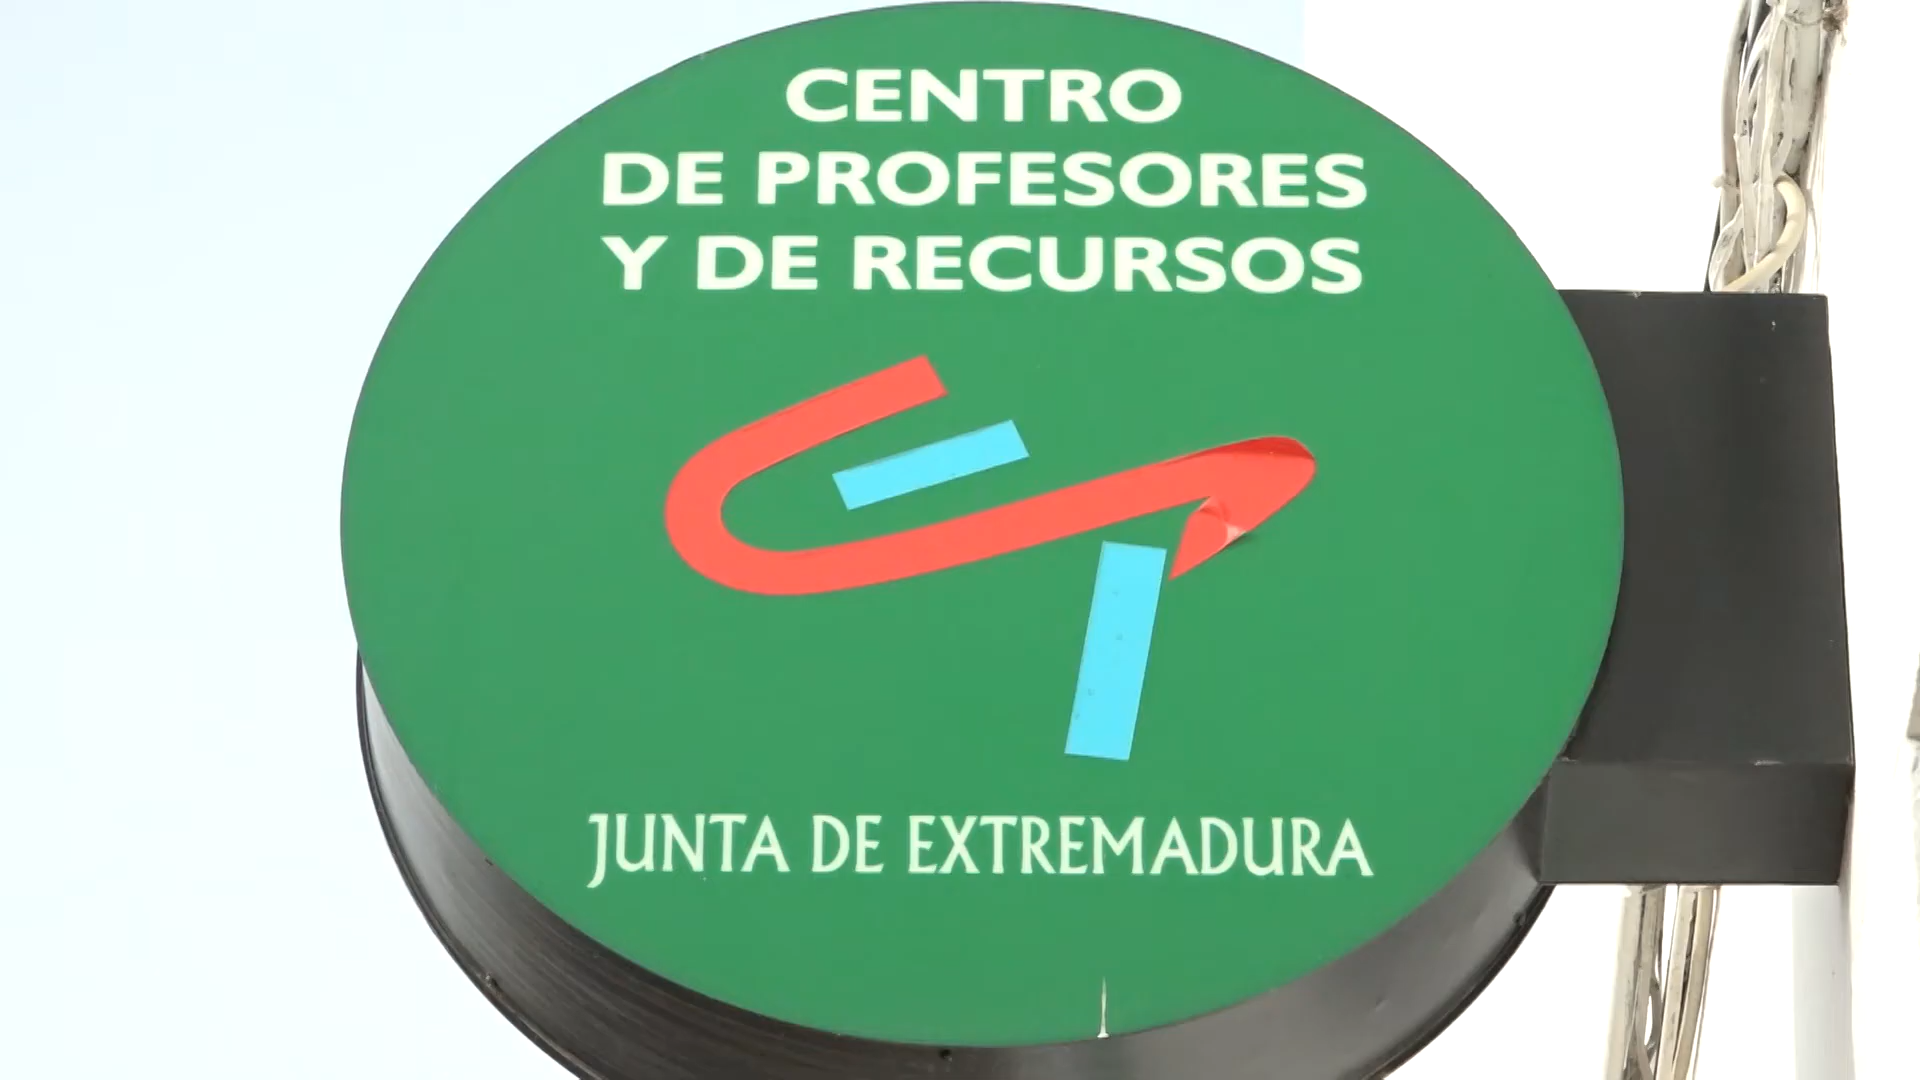 CENTRO
DE PROFESORES
Y DE RECURSOS
JUNTA DE EXTREMADURA